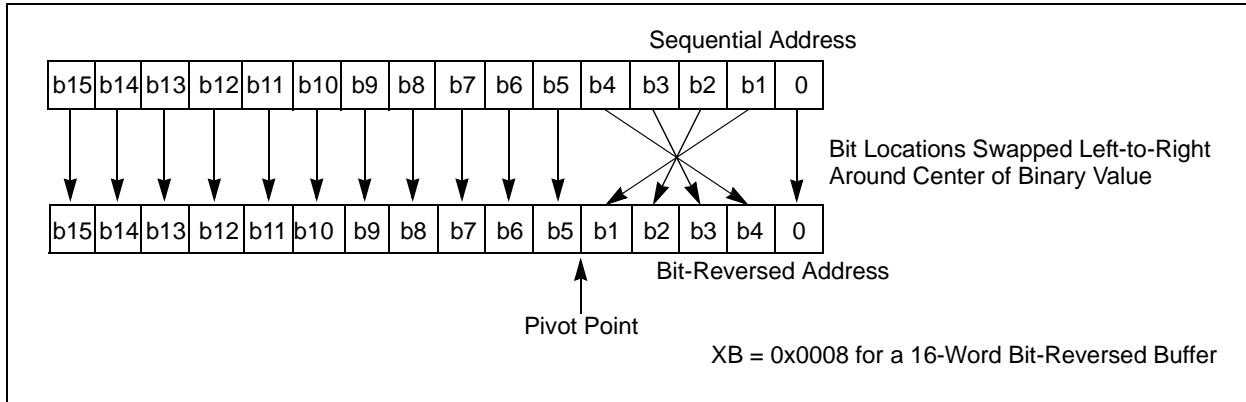 Sequential Address
b15 b14 b13 b12 b11 b10 b9 b8 b7 b6 b5 b4 b3 b2 b1 0
Bit Locations Swapped Left-to-Right
Around Center of Binary Value
b15 b14 b13 b12 b11 b10 b9 b8 b7 b6 b5 b1 b2 b3 b4 0
Bit-Reversed Address
Pivot Point
XB = 0x0008 for a 16-Word Bit-Reversed Buffer